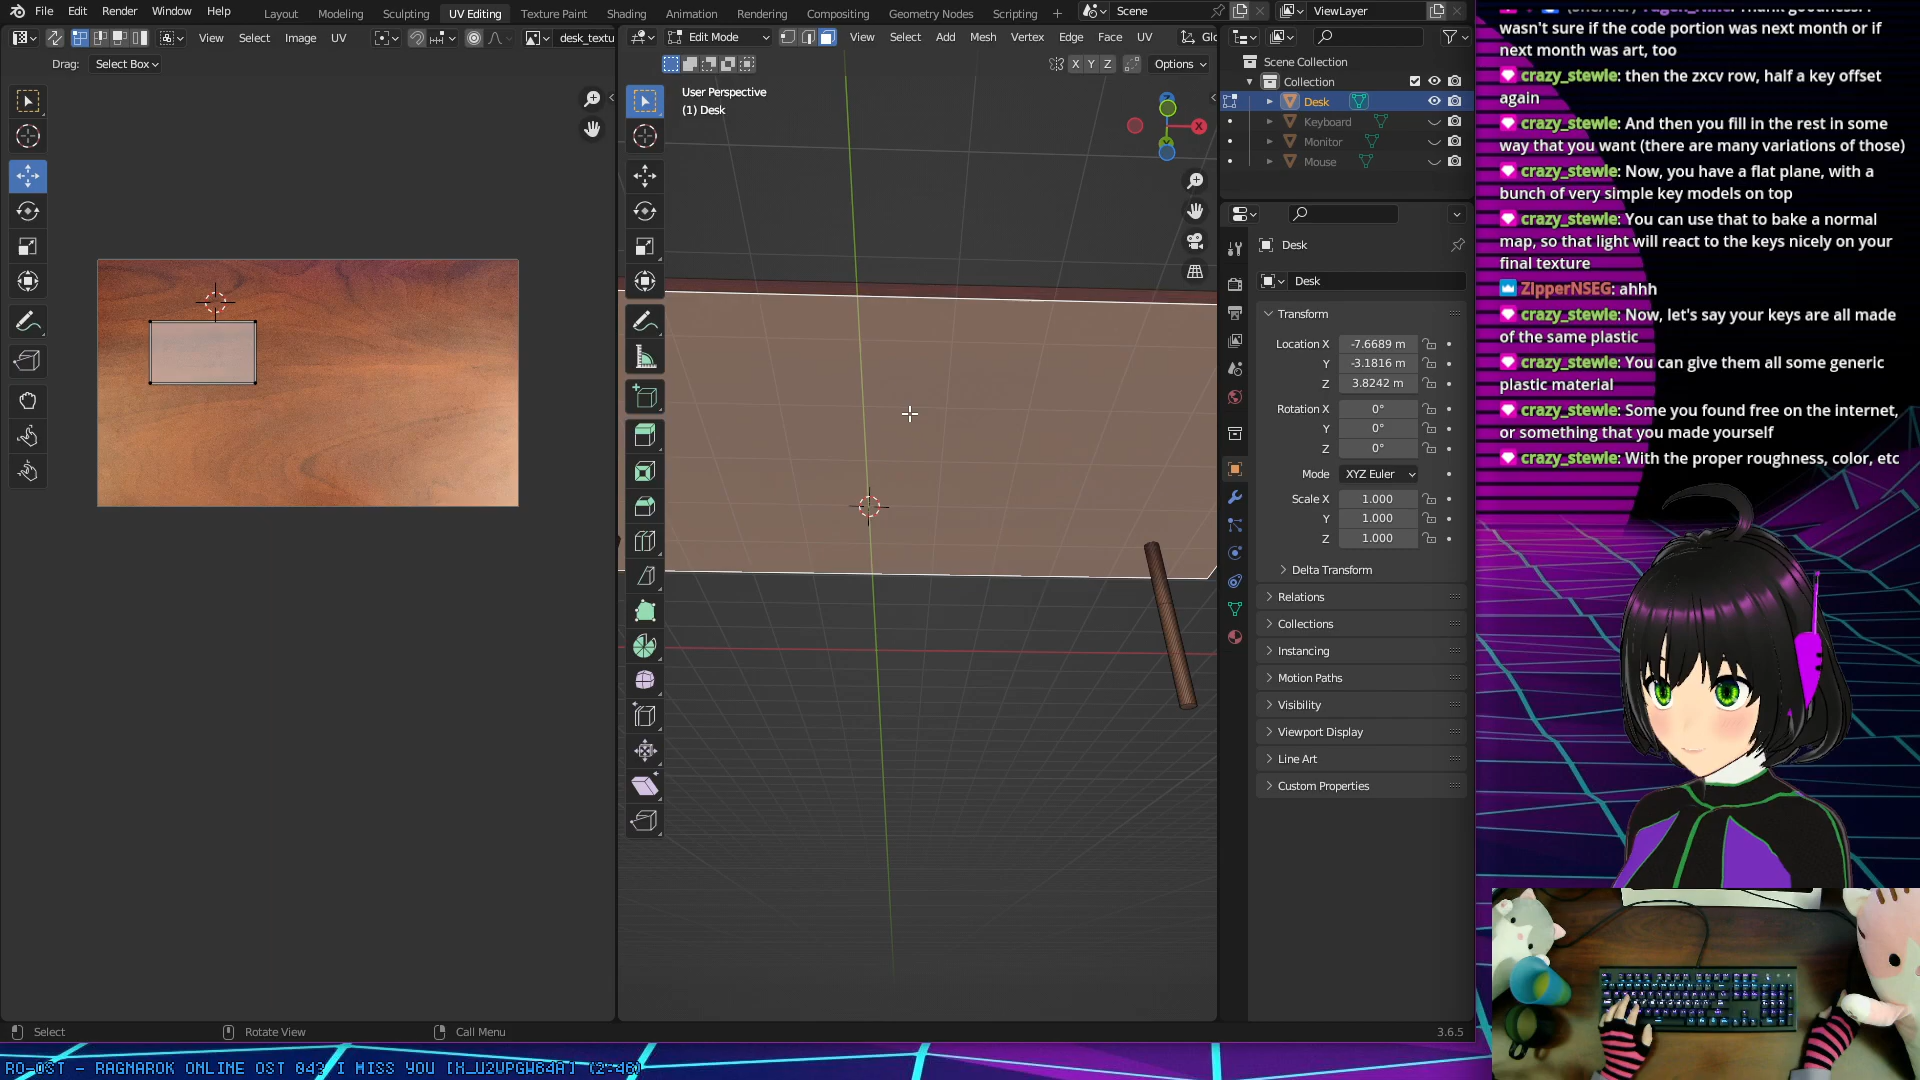 File Edit Render Window Help
Layout Modeling Sculpting UV Editing Texture Paint Shading Animation Rendering Compositing Geometry Nodes Scripting
Scene
ViewLayer
View Select Image UV
desk_textu
Edit Mode
View Select Add Mesh Vertex Edge Face UV
Glo
Drag: Select Box
X Y Z
Options
User Perspective
(1) Desk
X
Scene Collection
Collection
Desk
Keyboard
Monitor
Mouse
Desk
Desk
Transform
Location X -7.6689 m
Y -3.1816 m
Z 3.8242 m
Rotation X 0°
Y 0°
Z 0°
Mode XYZ Euler
Scale X 1.000
Y 1.000
Z 1.000
Delta Transform
Relations
Collections
Instancing
Motion Paths
Visibility
Viewport Display
Line Art
Custom Properties
Select
Rotate View
Call Menu
3.6.5
wasn't sure if the code portion was next month or if
next month was art, too
crazy_stewie: then the zxcv row, half a key offset
again
crazy_stewie: And then you fill in the rest in some
way that you want (there are many variations of those)
crazy_stewie: Now, you have a flat plane, with a
bunch of very simple key models on top
crazy_stewie: You can use that to bake a normal
map, so that light will react to the keys nicely on your
final texture
ZipperNSEG: ahhh
crazy_stewie: Now, let's say your keys are all made
of the same plastic
crazy_stewie: You can give them all some generic
plastic material
crazy_stewie: Some you found free on the internet,
or something that you made yourself
crazy_stewie: With the proper roughness, color, etc
RO-OST - RAGNAROK ONLINE OST 043 I MISS YOU